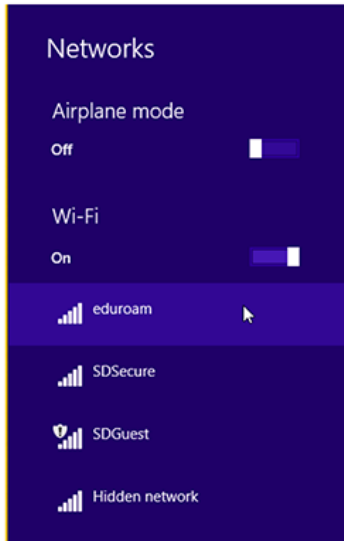 Networks
Airplane mode
Off
Wi-Fi
On
eduroam
SDSecure
SDGuest
Hidden network